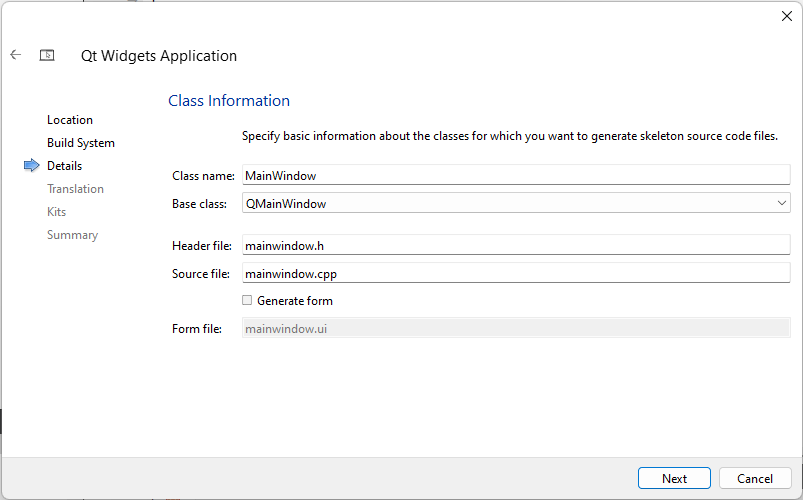 Qt Widgets Application
Location
Build System
Details
Translation
Kits
Summary
Class Information
Specify basic information about the classes for which you want to generate skeleton source code files.
Class name: MainWindow
Base class: QMainWindow
Header file: mainwindow.h
Source file: mainwindow.cpp
Generate form
Form file: mainwindow.ui
Next Cancel